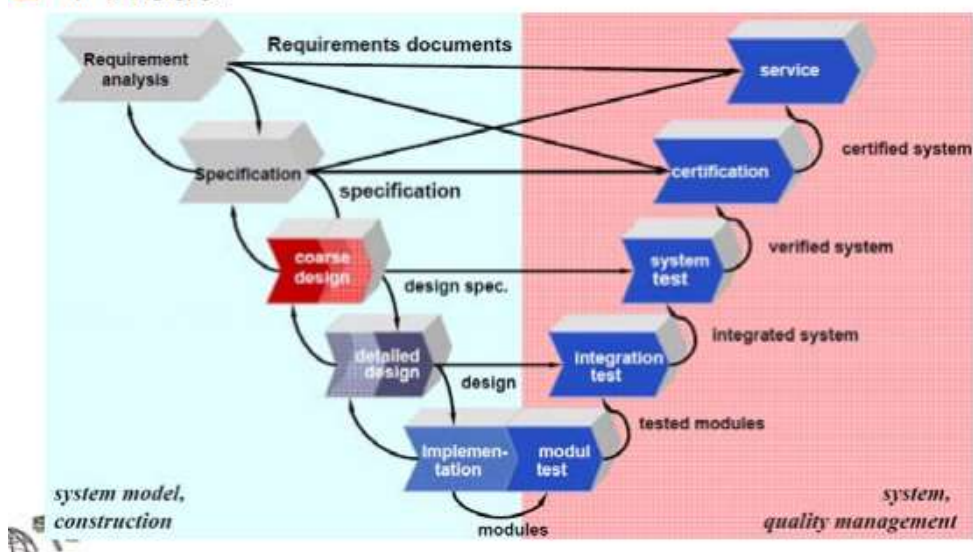 Requirements documents
Requirement
analysis
service
certified system
Specification
certification
specification
verified system
coarse
design
system
test
design spec.
integrated system
detailed
design
integration
test
design
tested modules
Implemen-
tation
modul
test
system model,
construction
system,
quality management
modules